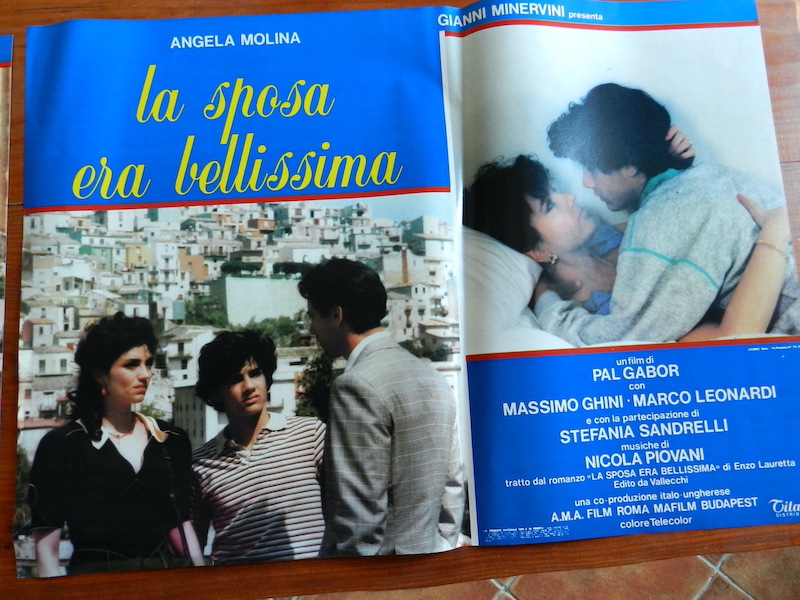 ANGELA MOLINA
la sposa
era bellissima
GIANNI MINERVINI presenta
un film di
PAL GABOR
con
MASSIMO GHINI · MARCO LEONARDI
e con la partecipazione di
STEFANIA SANDRELLI
musiche di
NICOLA PIOVANI
tratto dal romanzo "LA SPOSA ERA BELLISSIMA" di Enzo Lauretta
Edito da Vallecchi
una co-produzione italo-ungherese
A.M.A. FILM ROMA MAFILM BUDAPEST
colore Telecolor